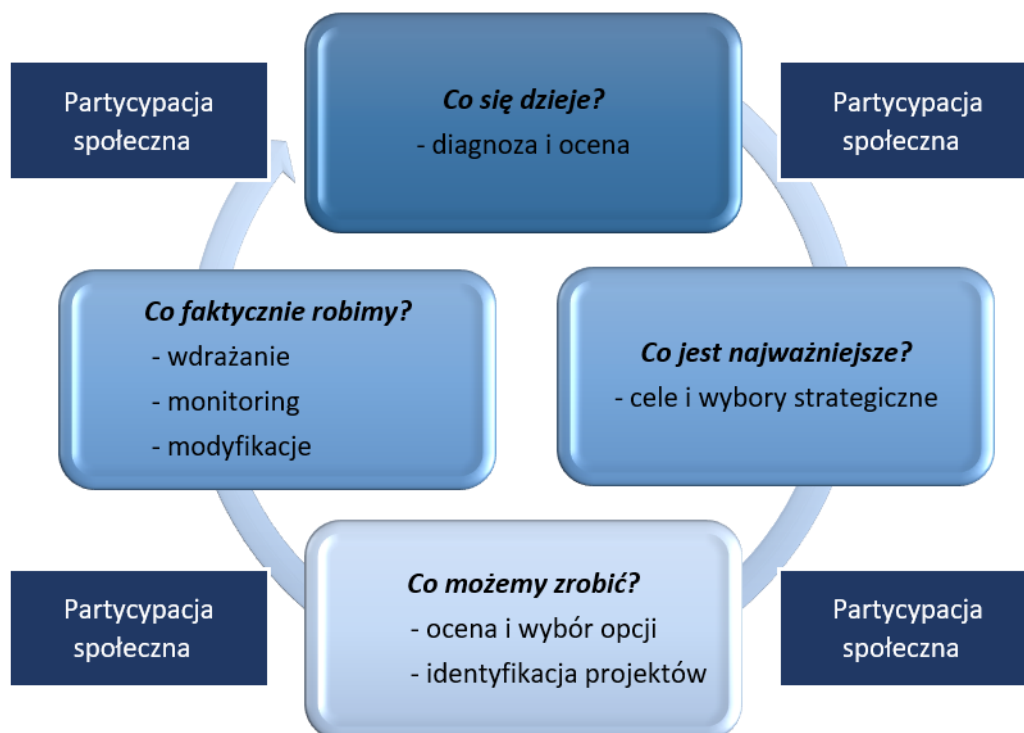 Partycypacja
społeczna
Co się dzieje?
- diagnoza i ocena
Partycypacja
społeczna
Co faktycznie robimy?
- wdrażanie
- monitoring
- modyfikacje
Co jest najważniejsze?
- cele i wybory strategiczne
Partycypacja
społeczna
Co możemy zrobić?
- ocena i wybór opcji
- identyfikacja projektów
Partycypacja
społeczna